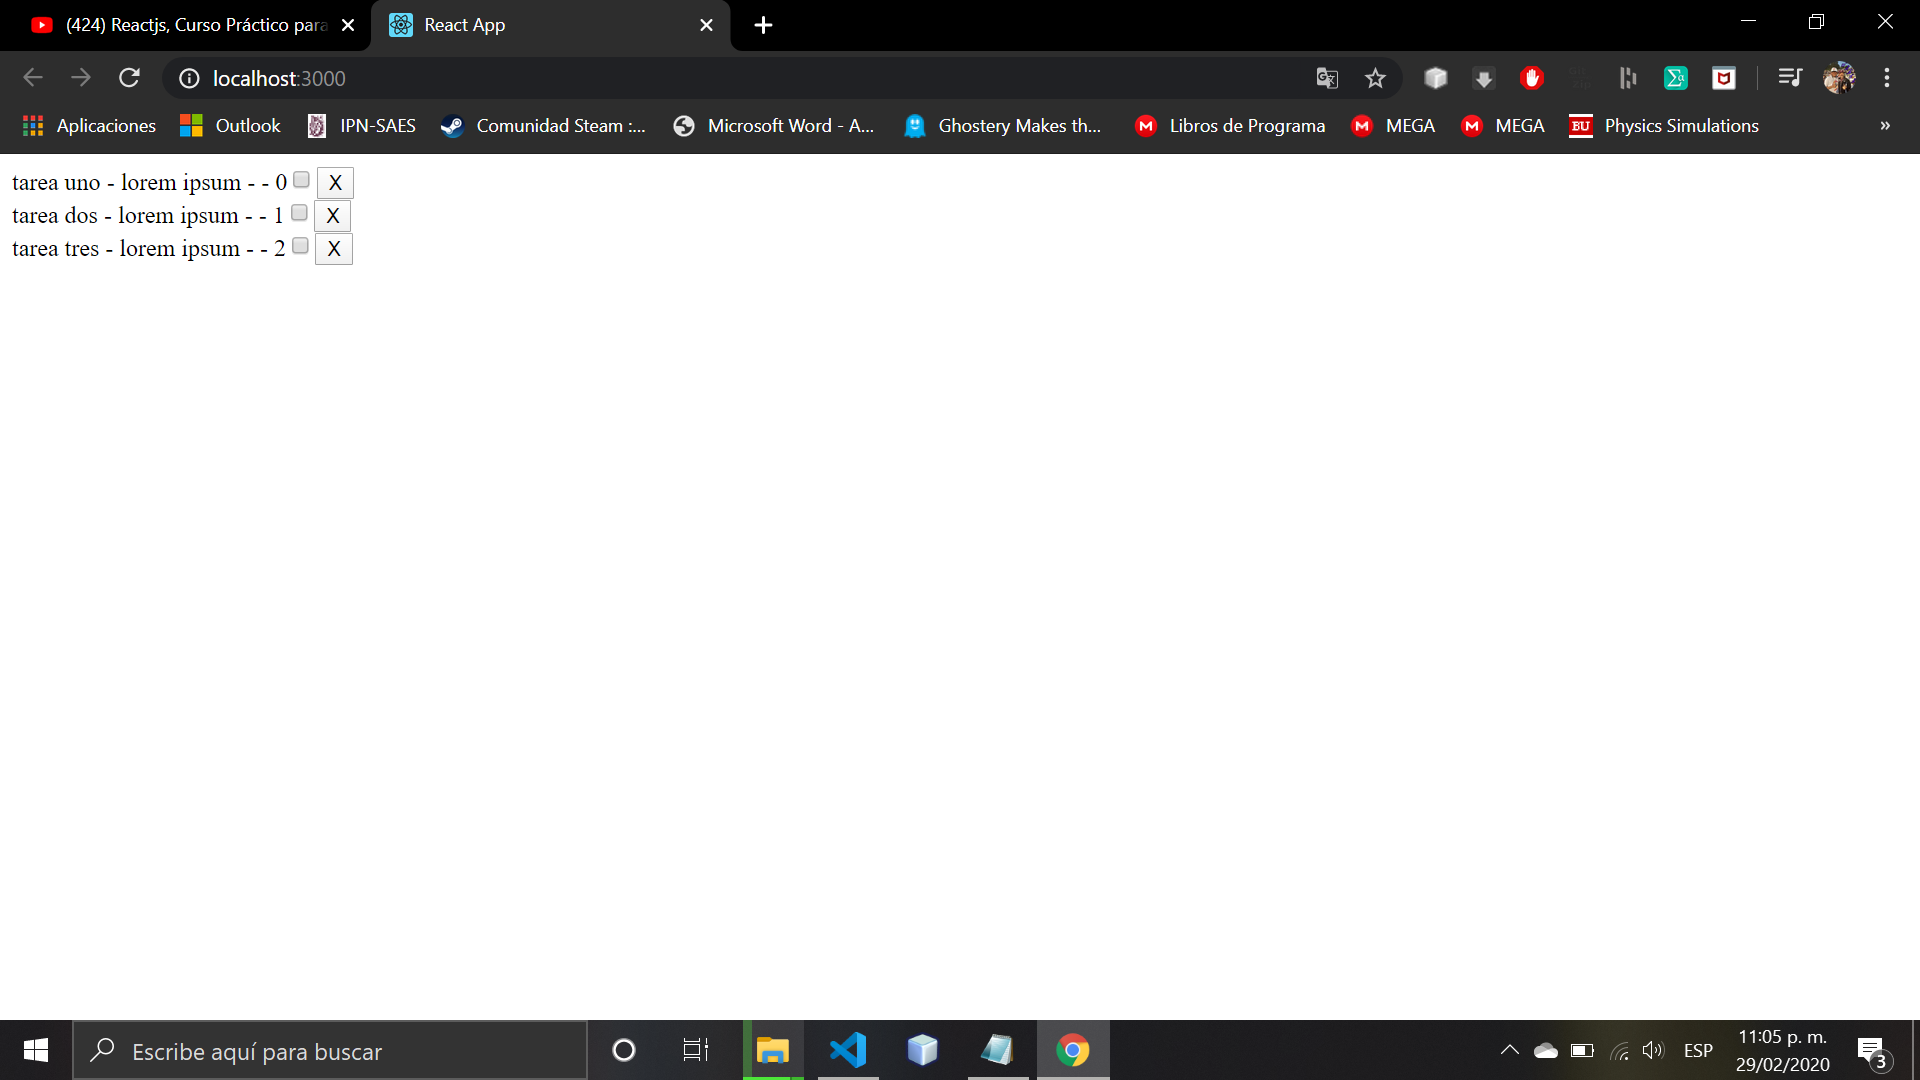 (424) Reactjs, Curso Práctico para
React App
localhost:3000
Aplicaciones
Outlook
IPN-SAES
Comunidad Steam :...
Microsoft Word - A...
Ghostery Makes th...
Libros de Programa
MEGA
MEGA
BU
Physics Simulations
»
tarea uno - lorem ipsum - - 0 X
tarea dos - lorem ipsum - - 1 X
tarea tres - lorem ipsum - - 2 X
Escribe aquí para buscar
ESP
11:05 p. m.
29/02/2020
3